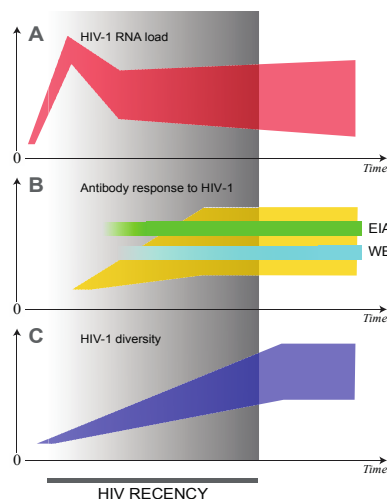 A HIV-1 RNA load
0
Time
B Antibody response to HIV-1
EIA
WB
0
Time
C HIV-1 diversity
0
Time
HIV RECENCY